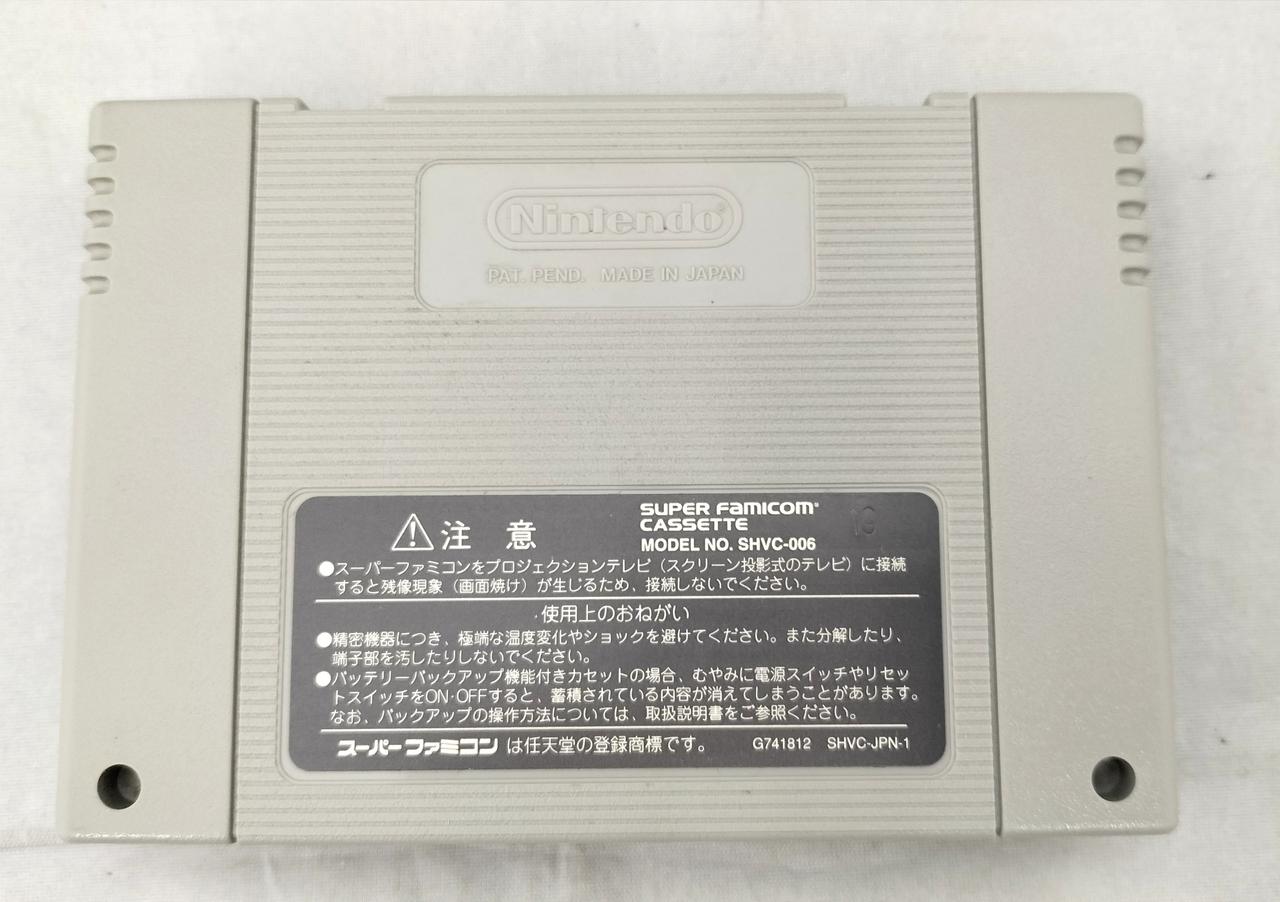 Nintendo
PAT. PEND. MADE IN JAPAN
SUPER FAMICOM
CASSETTE
MODEL NO. SHVC-006
注意
●スーパーファミコンをプロジェクションテレビ（スクリーン投影式のテレビ）に接続
すると残像現象（画面焼け）が生じるため、接続しないでください。
使用上のおねがい
●精密機器につき、極端な温度変化やショックを避けてください。また分解したり、
端子部を汚したりしないでください。
●バッテリーバックアップ機能付きカセットの場合、むやみに電源スイッチやリセッ
トスイッチをON·OFFすると、蓄積されている内容が消えてしまうことがあります。
なお、バックアップの操作方法については、取扱説明書をご参照ください。
スーパーファミコン は任天堂の登録商標です。 G741812 SHVC-JPN-1